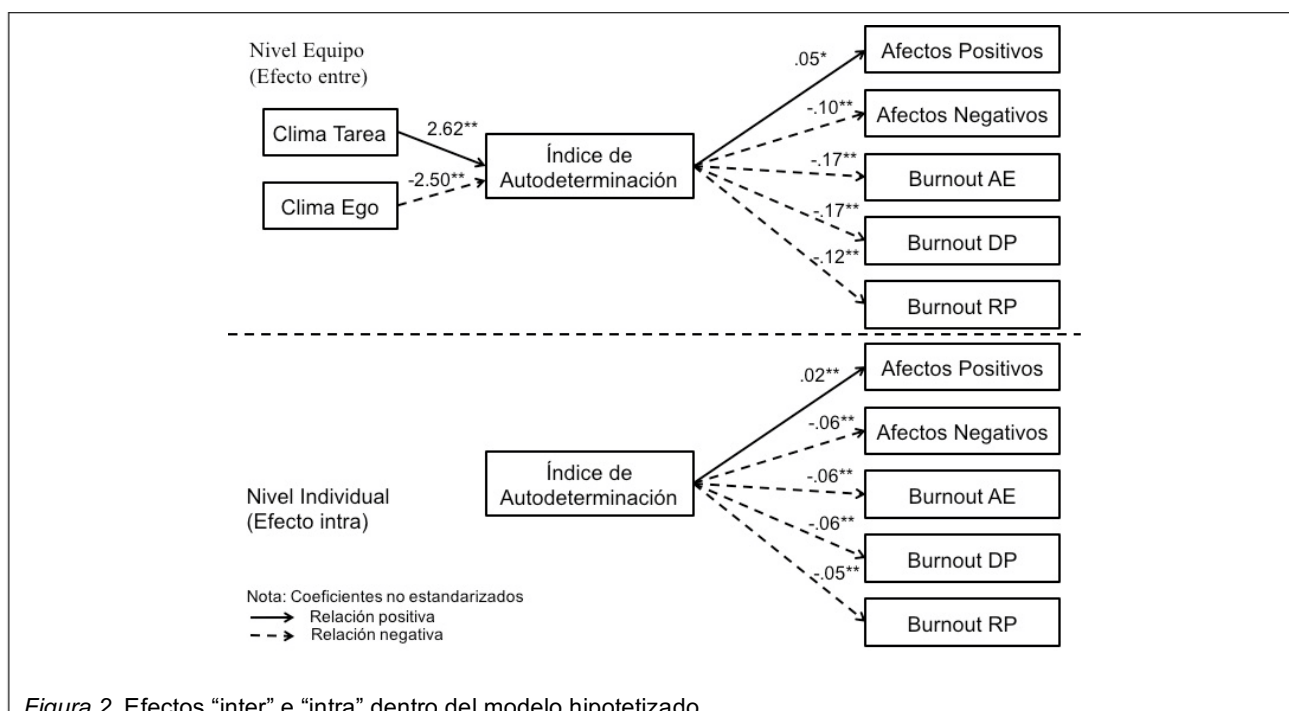 Nivel Equipo
(Efecto entre)
Clima Tarea
Clima Ego
2.62**
-2.50**
Índice de
Autodeterminación
.05*
-.10**
-.17**
-.17**
-.12**
Afectos Positivos
Afectos Negativos
Burnout AE
Burnout DP
Burnout RP
Nivel Individual
(Efecto intra)
Índice de
Autodeterminación
.02**
-.06**
-.06**
-.06**
-.05**
Afectos Positivos
Afectos Negativos
Burnout AE
Burnout DP
Burnout RP
Nota: Coeficientes no estandarizados
Relación positiva
Relación negativa
Figura 2. Efectos “inter” e “intra” dentro del modelo hipotetizado